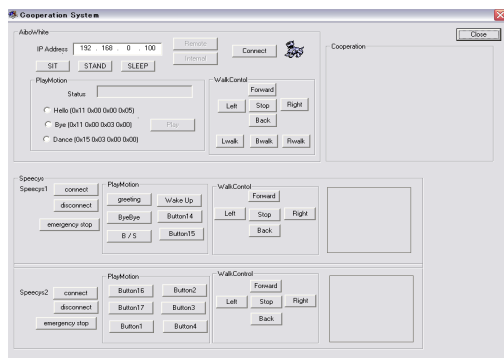 Cooperation System
Close
AiboWhite
IP Address 192 . 168 . 0 . 100
Remote
Internal
Connect
SIT STAND SLEEP
PlayMotion
Status
Hello (0x11 0x00 0x00 0x05)
Bye (0x11 0x00 0x03 0x00)
Dance (0x15 0x03 0x00 0x00)
Play
WalkContol
Forward
Left Stop Right
Back
Lwalk Bwalk Rwalk
Cooperation
Speecys
Speecys1 connect
disconnect
emergency stop
PlayMotion
greeting Wake Up
ByeBye Button14
B / S Button15
WalkControl
Forward
Left Stop Right
Back
Speecys2 connect
disconnect
emergency stop
PlayMotion
Button16 Button2
Button17 Button3
Button1 Button4
WalkControl
Forward
Left Stop Right
Back